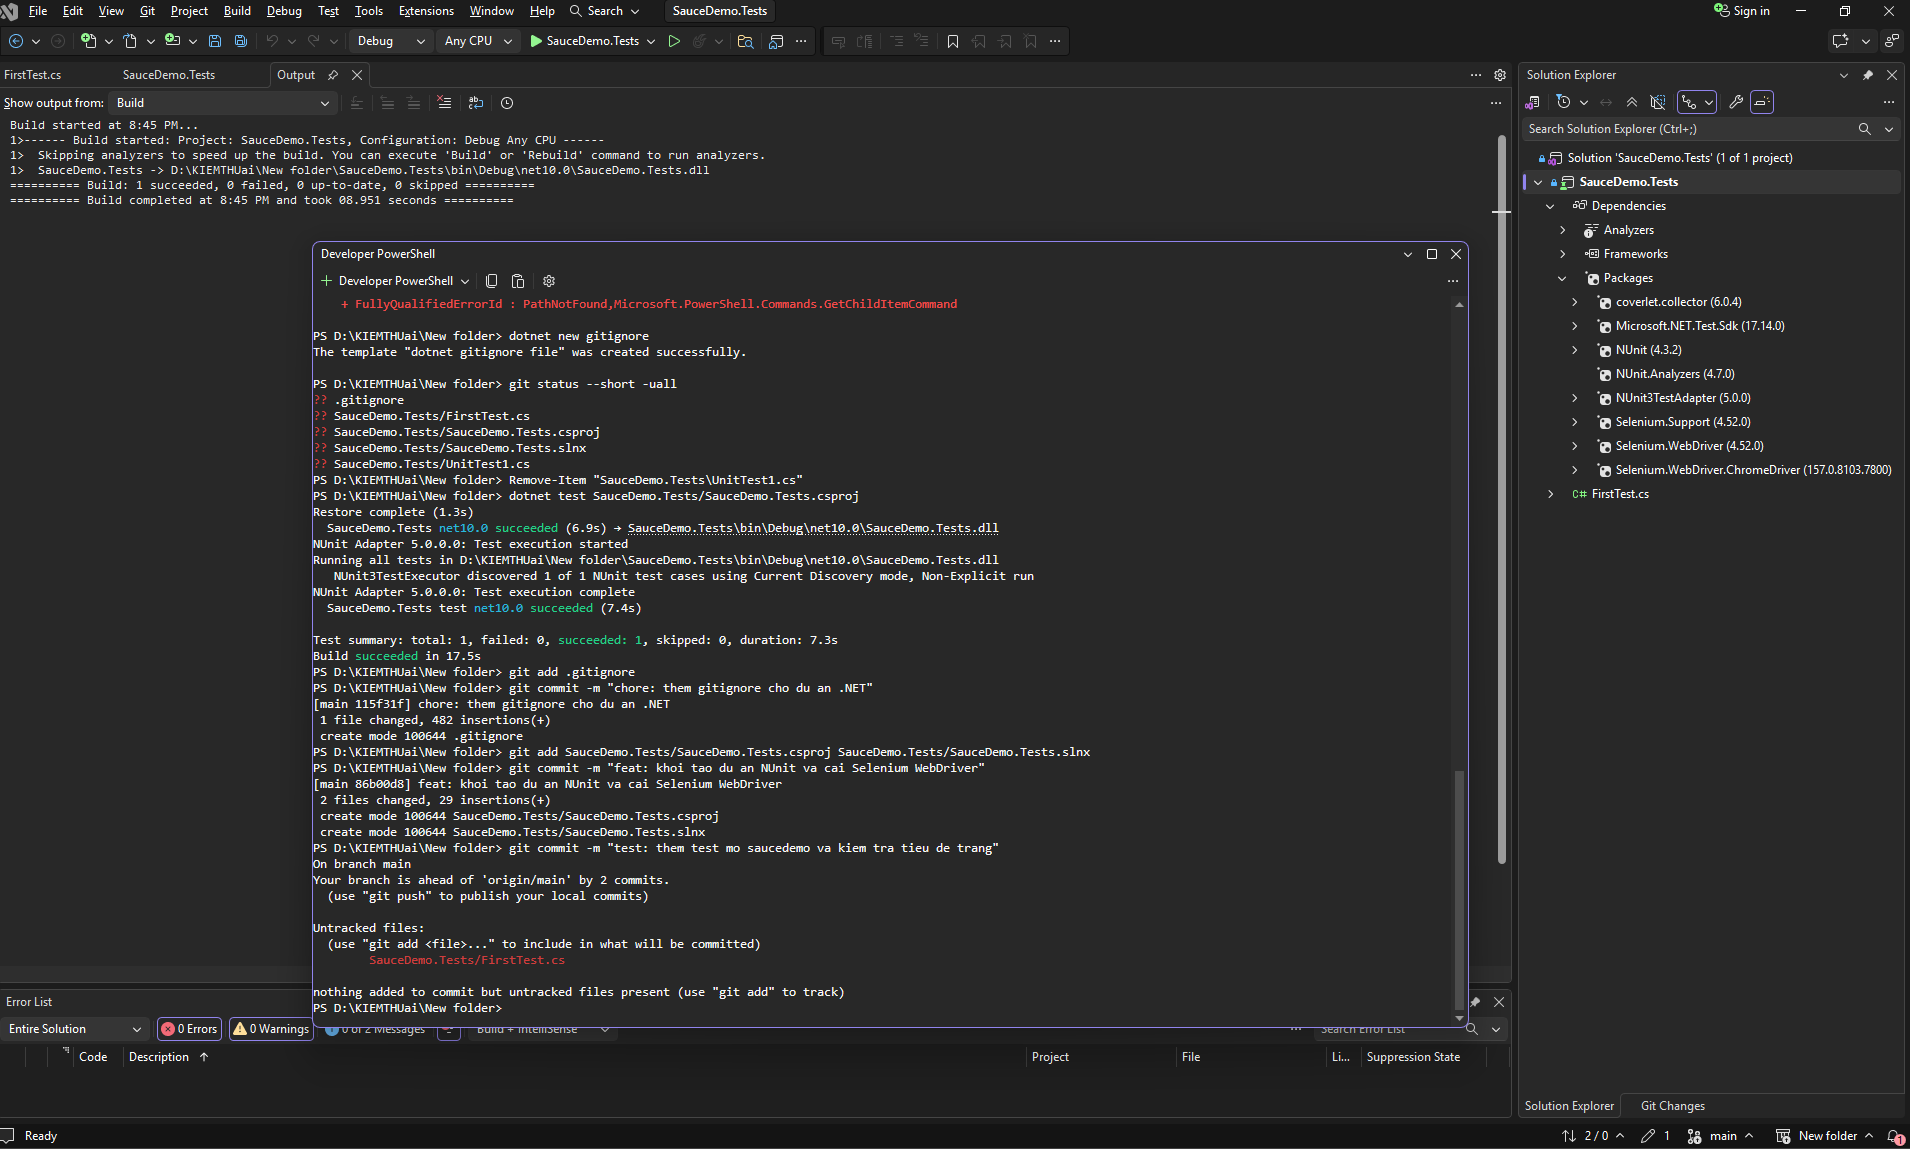 File Edit View Git Project Build Debug Test Tools Extensions Window Help Search SauceDemo.Tests Sign in
Debug Any CPU SauceDemo.Tests
FirstTest.cs SauceDemo.Tests Output
Show output from: Build
Build started at 8:45 PM...
1>------ Build started: Project: SauceDemo.Tests, Configuration: Debug Any CPU ------
1>  Skipping analyzers to speed up the build. You can execute 'Build' or 'Rebuild' command to run analyzers.
1>  SauceDemo.Tests -> D:\KIEMTHUai\New folder\SauceDemo.Tests\bin\Debug\net10.0\SauceDemo.Tests.dll
========== Build: 1 succeeded, 0 failed, 0 up-to-date, 0 skipped ==========
========== Build completed at 8:45 PM and took 08.951 seconds ==========
Developer PowerShell
Developer PowerShell
+ FullyQualifiedErrorId : PathNotFound,Microsoft.PowerShell.Commands.GetChildItemCommand
PS D:\KIEMTHUai\New folder> dotnet new gitignore
The template "dotnet gitignore file" was created successfully.
PS D:\KIEMTHUai\New folder> git status --short -uall
?? .gitignore
?? SauceDemo.Tests/FirstTest.cs
?? SauceDemo.Tests/SauceDemo.Tests.csproj
?? SauceDemo.Tests/SauceDemo.Tests.slnx
?? SauceDemo.Tests/UnitTest1.cs
PS D:\KIEMTHUai\New folder> Remove-Item "SauceDemo.Tests\UnitTest1.cs"
PS D:\KIEMTHUai\New folder> dotnet test SauceDemo.Tests/SauceDemo.Tests.csproj
Restore complete (1.3s)
SauceDemo.Tests net10.0 succeeded (6.9s) → SauceDemo.Tests\bin\Debug\net10.0\SauceDemo.Tests.dll
NUnit Adapter 5.0.0.0: Test execution started
Running all tests in D:\KIEMTHUai\New folder\SauceDemo.Tests\bin\Debug\net10.0\SauceDemo.Tests.dll
NUnit3TestExecutor discovered 1 of 1 NUnit test cases using Current Discovery mode, Non-Explicit run
NUnit Adapter 5.0.0.0: Test execution complete
SauceDemo.Tests test net10.0 succeeded (7.4s)
Test summary: total: 1, failed: 0, succeeded: 1, skipped: 0, duration: 7.3s
Build succeeded in 17.5s
PS D:\KIEMTHUai\New folder> git add .gitignore
PS D:\KIEMTHUai\New folder> git commit -m "chore: them gitignore cho du an .NET"
[main 115f31f] chore: them gitignore cho du an .NET
1 file changed, 482 insertions(+)
create mode 100644 .gitignore
PS D:\KIEMTHUai\New folder> git add SauceDemo.Tests/SauceDemo.Tests.csproj SauceDemo.Tests/SauceDemo.Tests.slnx
PS D:\KIEMTHUai\New folder> git commit -m "feat: khoi tao du an NUnit va cai Selenium WebDriver"
[main 86b00d8] feat: khoi tao du an NUnit va cai Selenium WebDriver
2 files changed, 29 insertions(+)
create mode 100644 SauceDemo.Tests/SauceDemo.Tests.csproj
create mode 100644 SauceDemo.Tests/SauceDemo.Tests.slnx
PS D:\KIEMTHUai\New folder> git commit -m "test: them test mo saucedemo va kiem tra tieu de trang"
On branch main
Your branch is ahead of 'origin/main' by 2 commits.
(use "git push" to publish your local commits)
Untracked files:
(use "git add <file>..." to include in what will be committed)
SauceDemo.Tests/FirstTest.cs
nothing added to commit but untracked files present (use "git add" to track)
PS D:\KIEMTHUai\New folder>
Error List
Entire Solution 0 Errors 0 Warnings 0 of 2 Messages Build + IntelliSense Search Error List
Code Description Project File Li... Suppression State
Solution Explorer
Search Solution Explorer (Ctrl+;)
Solution 'SauceDemo.Tests' (1 of 1 project)
SauceDemo.Tests
Dependencies
Analyzers
Frameworks
Packages
coverlet.collector (6.0.4)
Microsoft.NET.Test.Sdk (17.14.0)
NUnit (4.3.2)
NUnit.Analyzers (4.7.0)
NUnit3TestAdapter (5.0.0)
Selenium.Support (4.52.0)
Selenium.WebDriver (4.52.0)
Selenium.WebDriver.ChromeDriver (157.0.8103.7800)
C# FirstTest.cs
Solution Explorer Git Changes
Ready 2 / 0 1 main New folder 1